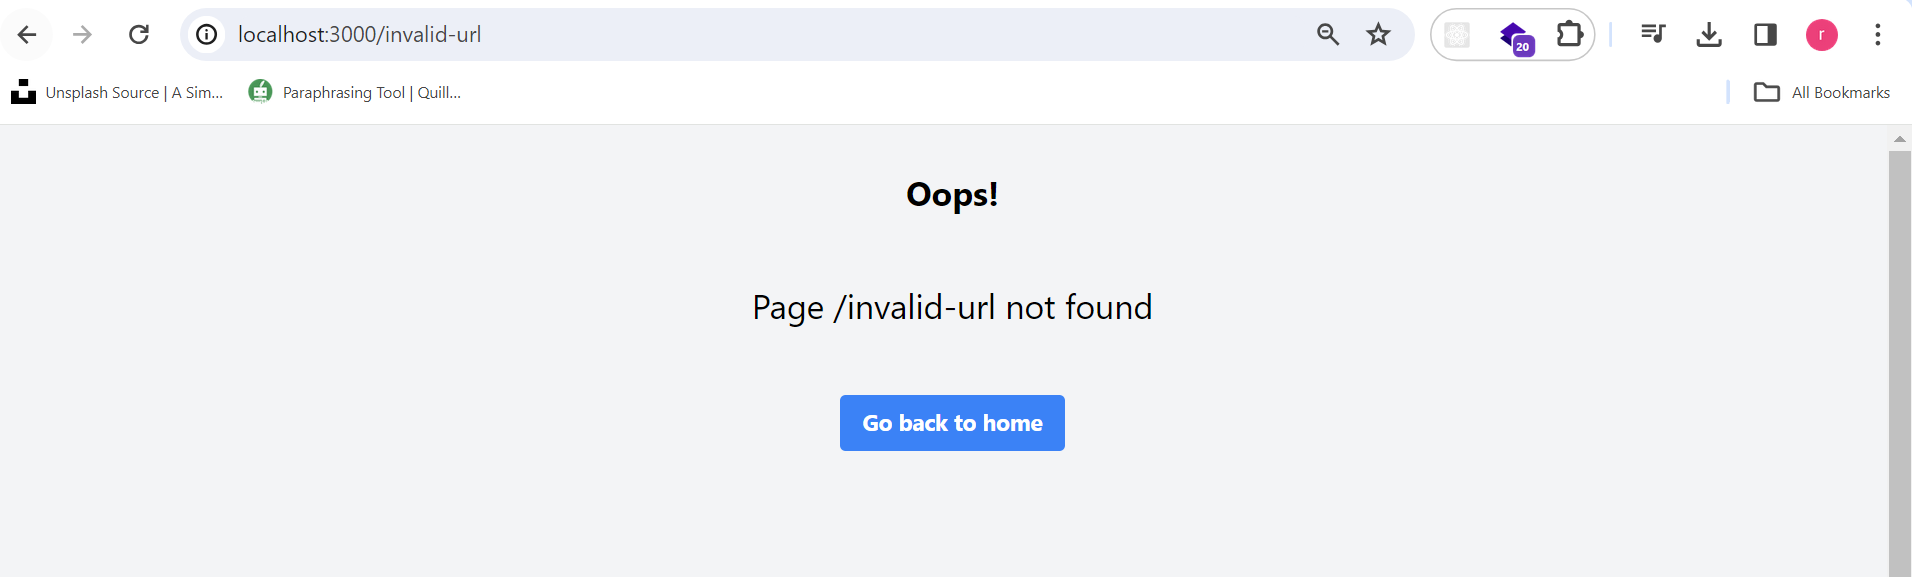 localhost:3000/invalid-url
20
r
Unsplash Source | A Sim...
Paraphrasing Tool | Quill...
All Bookmarks
Oops!
Page /invalid-url not found
Go back to home